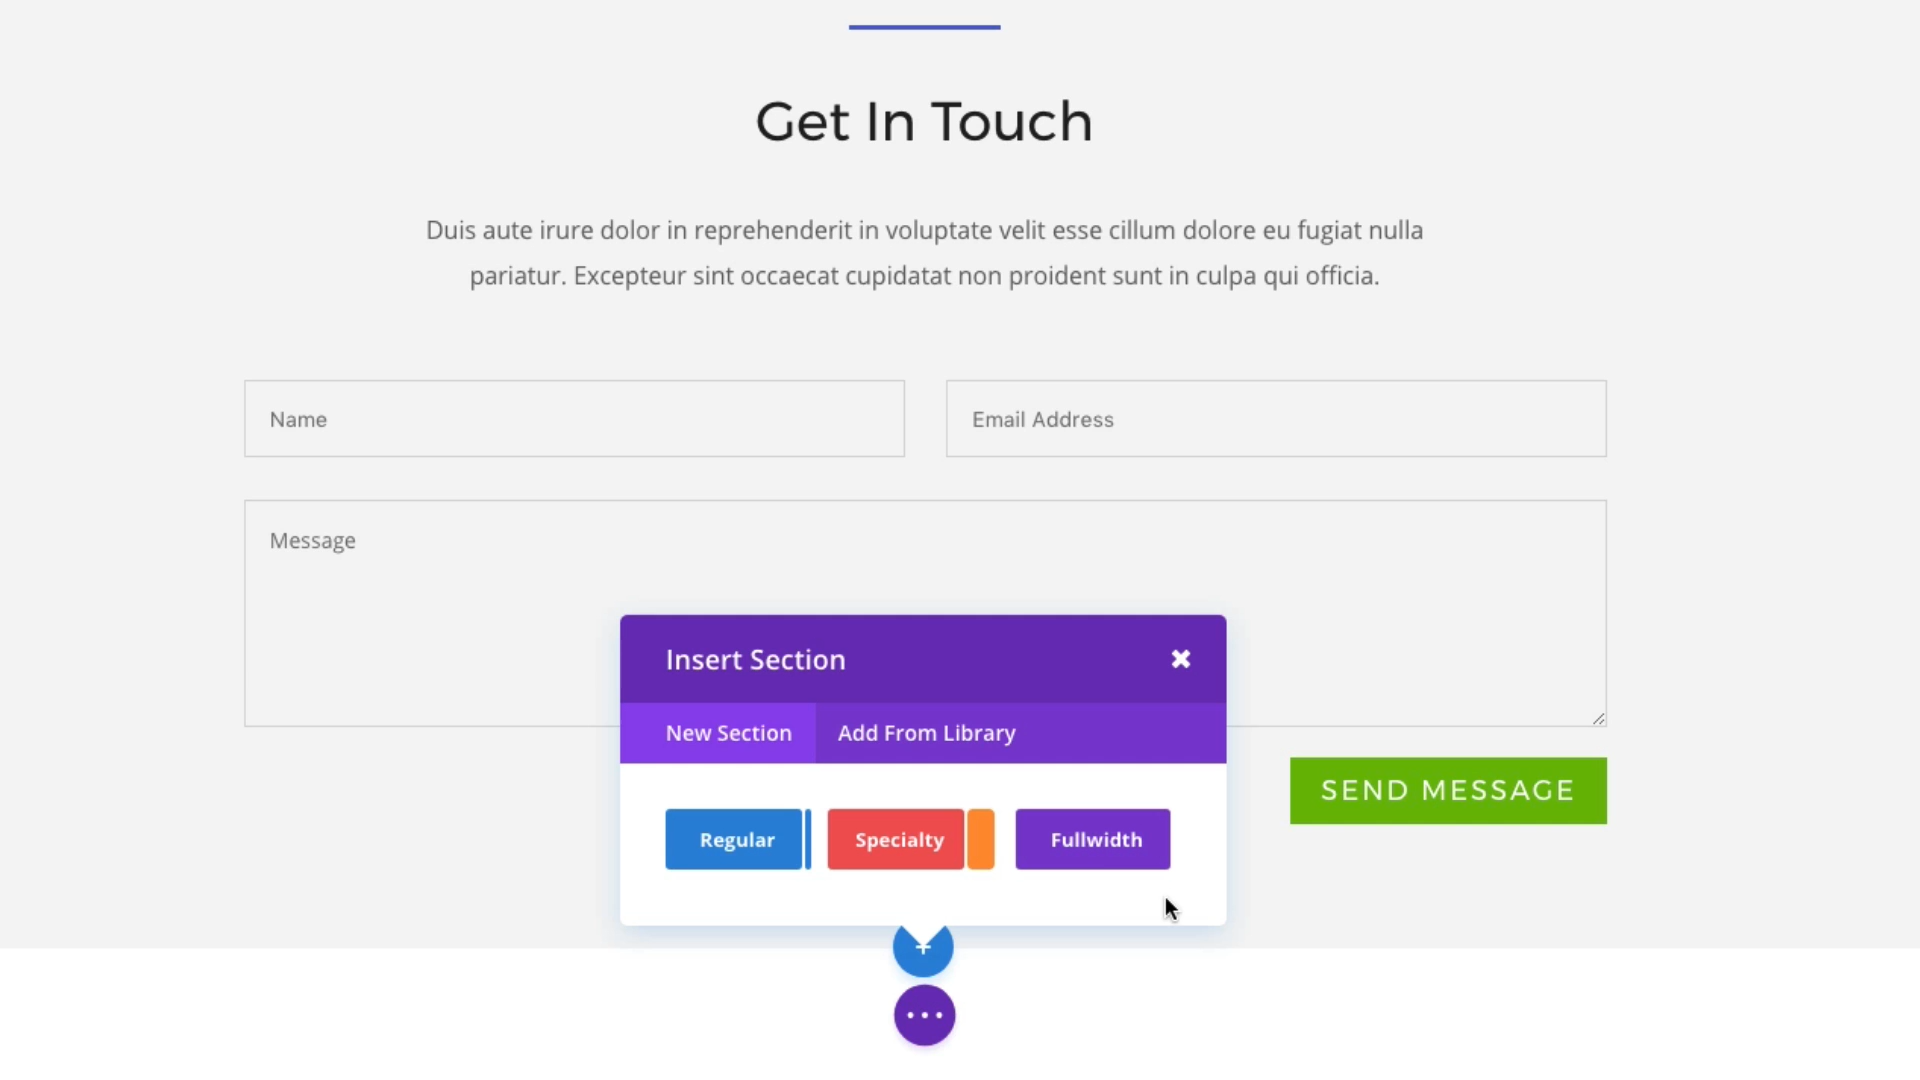 Get In Touch
Duis aute irure dolor in reprehenderit in voluptate velit esse cillum dolore eu fugiat nulla
pariatur. Excepteur sint occaecat cupidatat non proident sunt in culpa qui officia.
Name
Email Address
Message
Insert Section
New Section
Add From Library
SEND MESSAGE
Regular
Specialty
Fullwidth